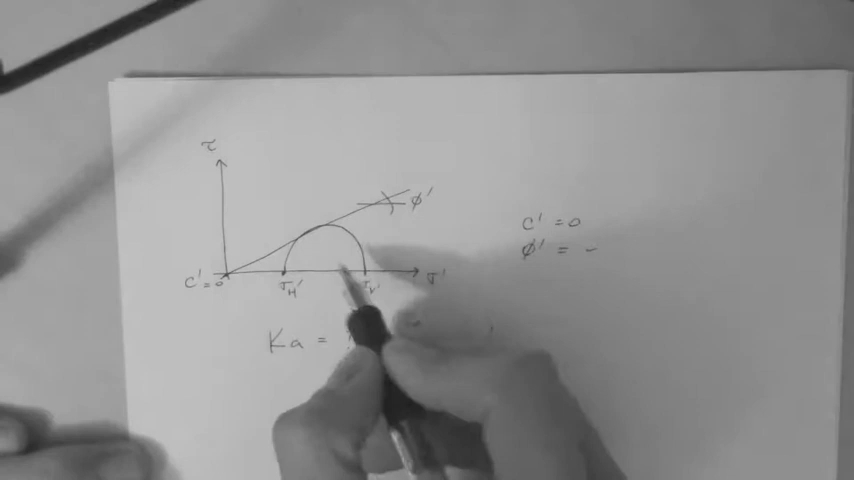 τ
ϕ'
c' = 0
ϕ' = -
c'=0
σH'
σv'
σ'
Ka =